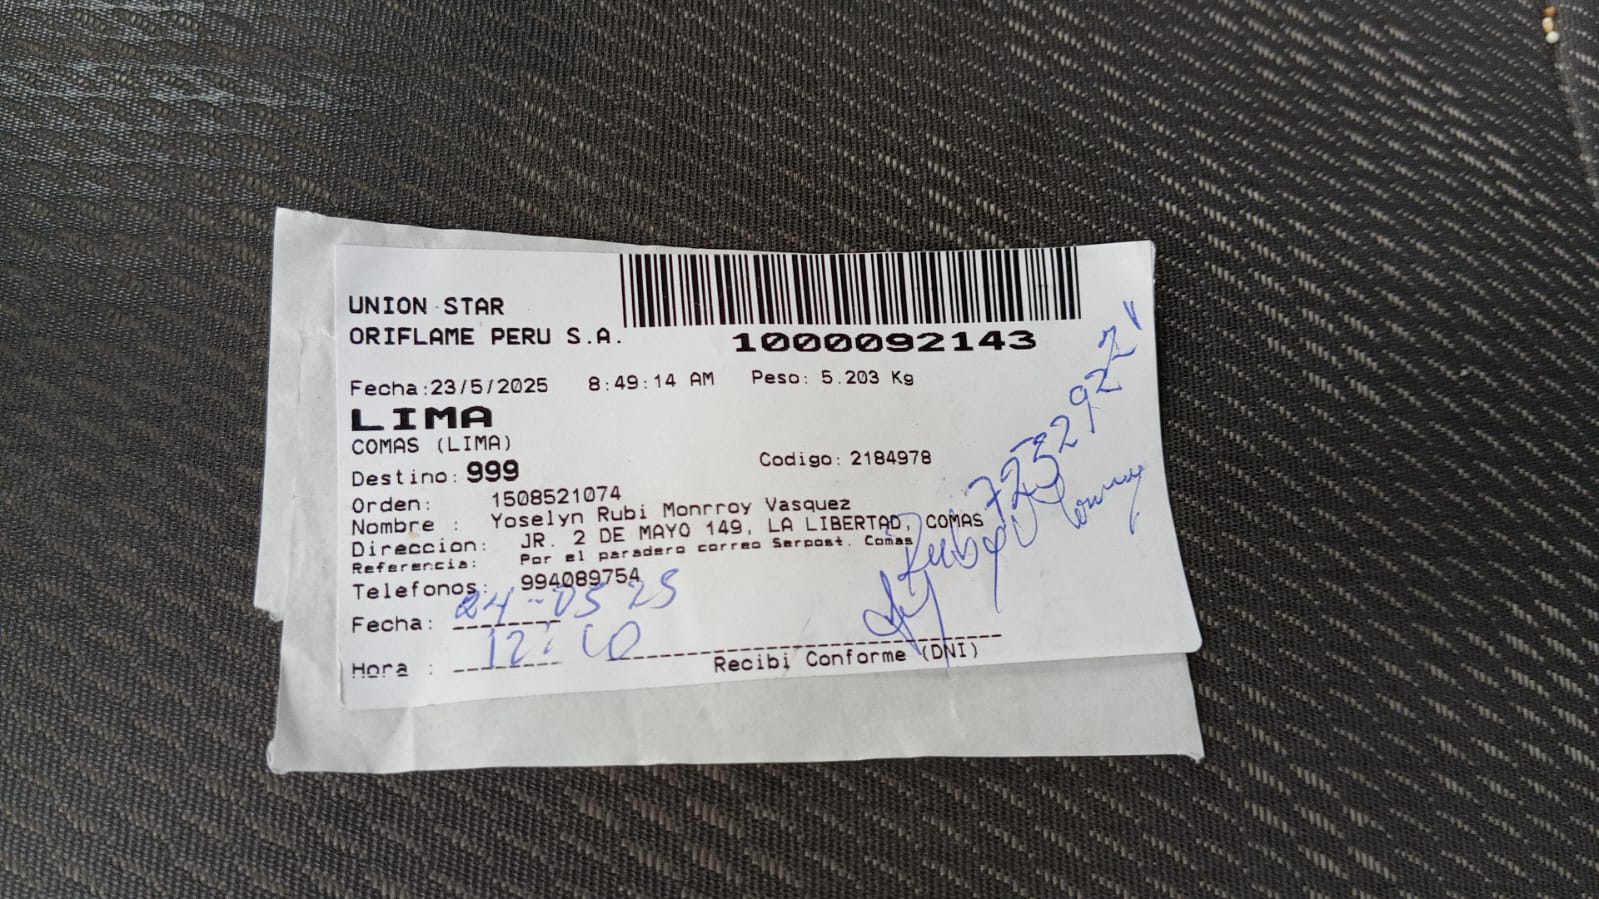 UNION STAR
ORIFLAME PERU S.A.
1000092143
Fecha:23/5/2025 8:49:14 AM Peso: 5.203 Kg
LIMA
COMAS (LIMA)
Destino: 999 Codigo: 2184978
Orden: 1508521074
Nombre : Yoselyn Rubi Monrroy Vasquez
Direccion: JR. 2 DE MAYO 149, LA LIBERTAD, COMAS
Referencia: Por el paradero correo Serpost. Comas
Telefonos: 994089754
Fecha: 24-05 25
Hora :
Recibi Conforme (DNI)